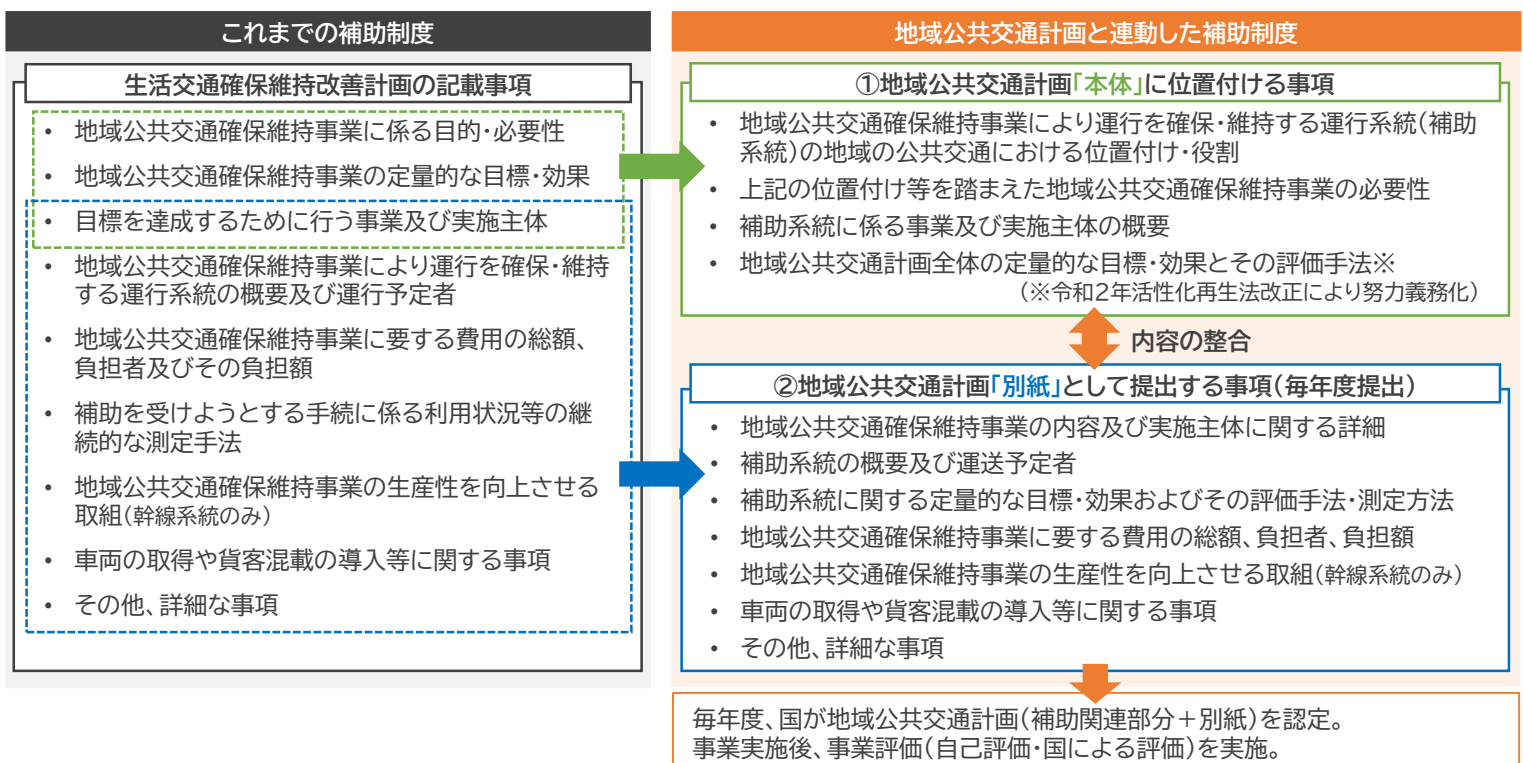 これまでの補助制度
生活交通確保維持改善計画の記載事項
• 地域公共交通確保維持事業に係る目的・必要性
• 地域公共交通確保維持事業の定量的な目標・効果
• 目標を達成するために行う事業及び実施主体
• 地域公共交通確保維持事業により運行を確保・維持
する運行系統の概要及び運行予定者
• 地域公共交通確保維持事業に要する費用の総額、
負担者及びその負担額
• 補助を受けようとする手続に係る利用状況等の継
続的な測定手法
• 地域公共交通確保維持事業の生産性を向上させる
取組(幹線系統のみ)
• 車両の取得や貨客混載の導入等に関する事項
• その他、詳細な事項
地域公共交通計画と連動した補助制度
①地域公共交通計画「本体」に位置付ける事項
• 地域公共交通確保維持事業により運行を確保・維持する運行系統(補助
系統)の地域の公共交通における位置付け・役割
• 上記の位置付け等を踏まえた地域公共交通確保維持事業の必要性
• 補助系統に係る事業及び実施主体の概要
• 地域公共交通計画全体の定量的な目標・効果とその評価手法※
(※令和2年活性化再生法改正により努力義務化)
内容の整合
②地域公共交通計画「別紙」として提出する事項(毎年度提出)
• 地域公共交通確保維持事業の内容及び実施主体に関する詳細
• 補助系統の概要及び運送予定者
• 補助系統に関する定量的な目標・効果およびその評価手法・測定方法
• 地域公共交通確保維持事業に要する費用の総額、負担者、負担額
• 地域公共交通確保維持事業の生産性を向上させる取組(幹線系統のみ)
• 車両の取得や貨客混載の導入等に関する事項
• その他、詳細な事項
毎年度、国が地域公共交通計画(補助関連部分+別紙)を認定。
事業実施後、事業評価(自己評価・国による評価)を実施。